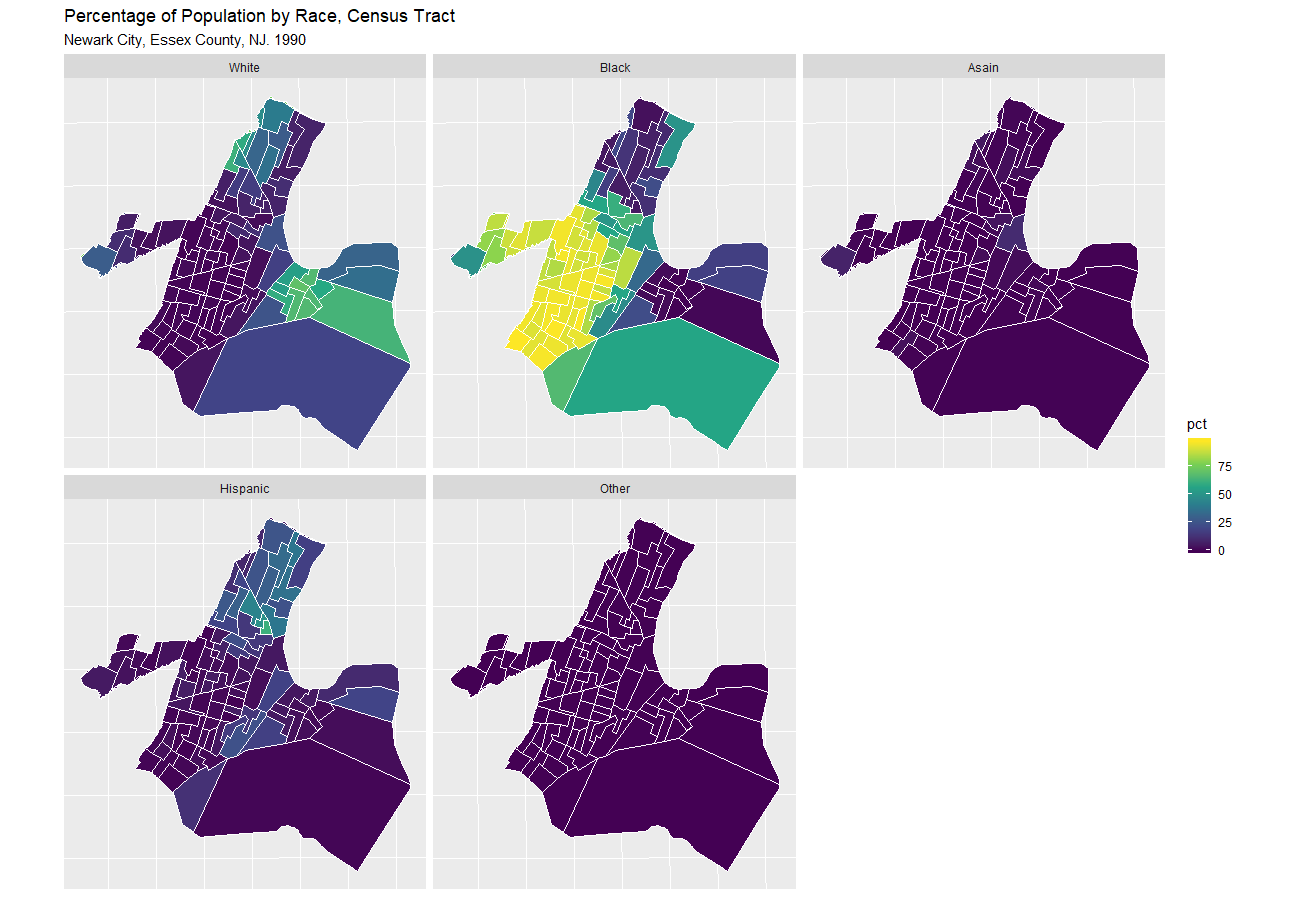 Percentage of Population by Race, Census Tract
Newark City, Essex County, NJ. 1990
White
Black
Asain
pct
75
50
25
0
Hispanic
Other